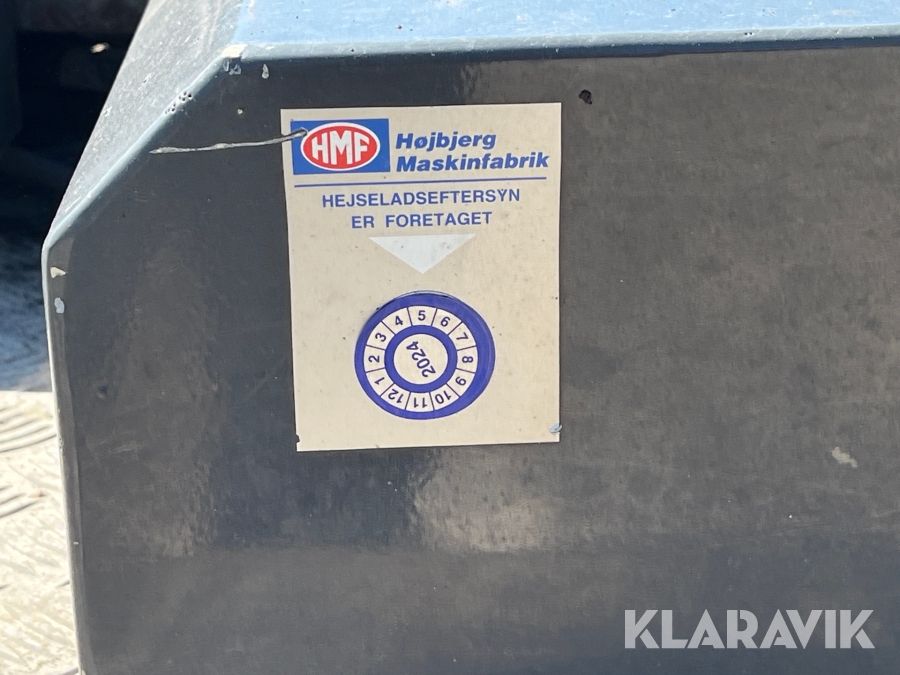 HMF
Højbjerg
Maskinfabrik
HEJSELADSEFTERSYN
ER FORETAGET
1 2 3 4 5 6 7 8 9 10 11 12
2024
KLARAVIK